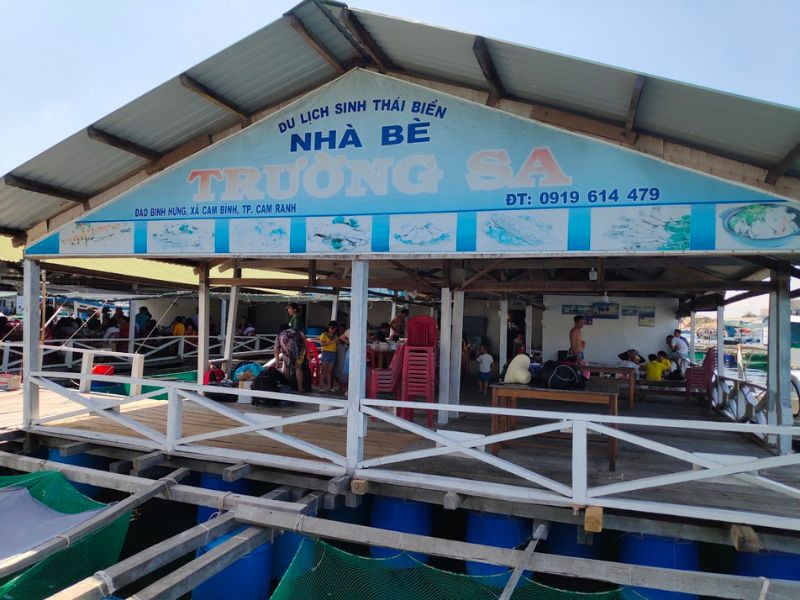 DU LỊCH SINH THÁI BIỂN
NHÀ BÈ
TRƯỜNG SA
ĐẢO BÌNH HƯNG, XÃ CAM BÌNH, TP. CAM RANH
ĐT: 0919 614 479